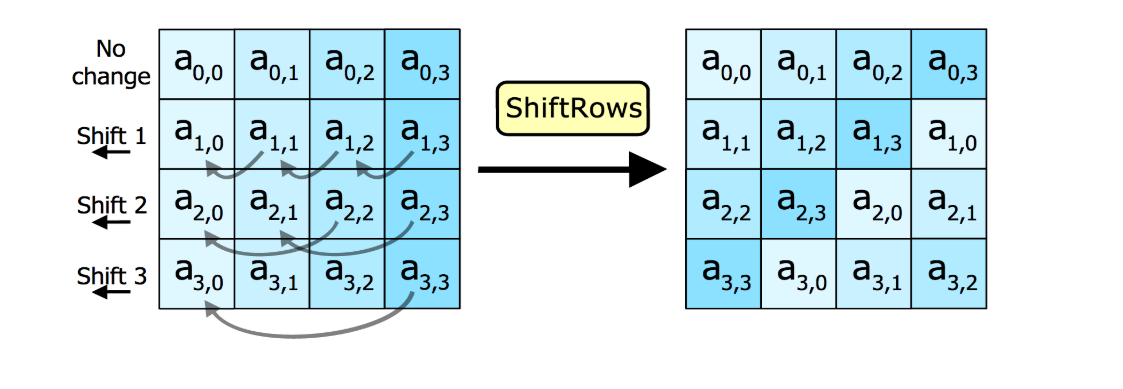 No
change
a0,0 a0,1 a0,2 a0,3
Shift 1
a1,0 a1,1 a1,2 a1,3
Shift 2
a2,0 a2,1 a2,2 a2,3
Shift 3
a3,0 a3,1 a3,2 a3,3
ShiftRows
a0,0 a0,1 a0,2 a0,3
a1,1 a1,2 a1,3 a1,0
a2,2 a2,3 a2,0 a2,1
a3,3 a3,0 a3,1 a3,2